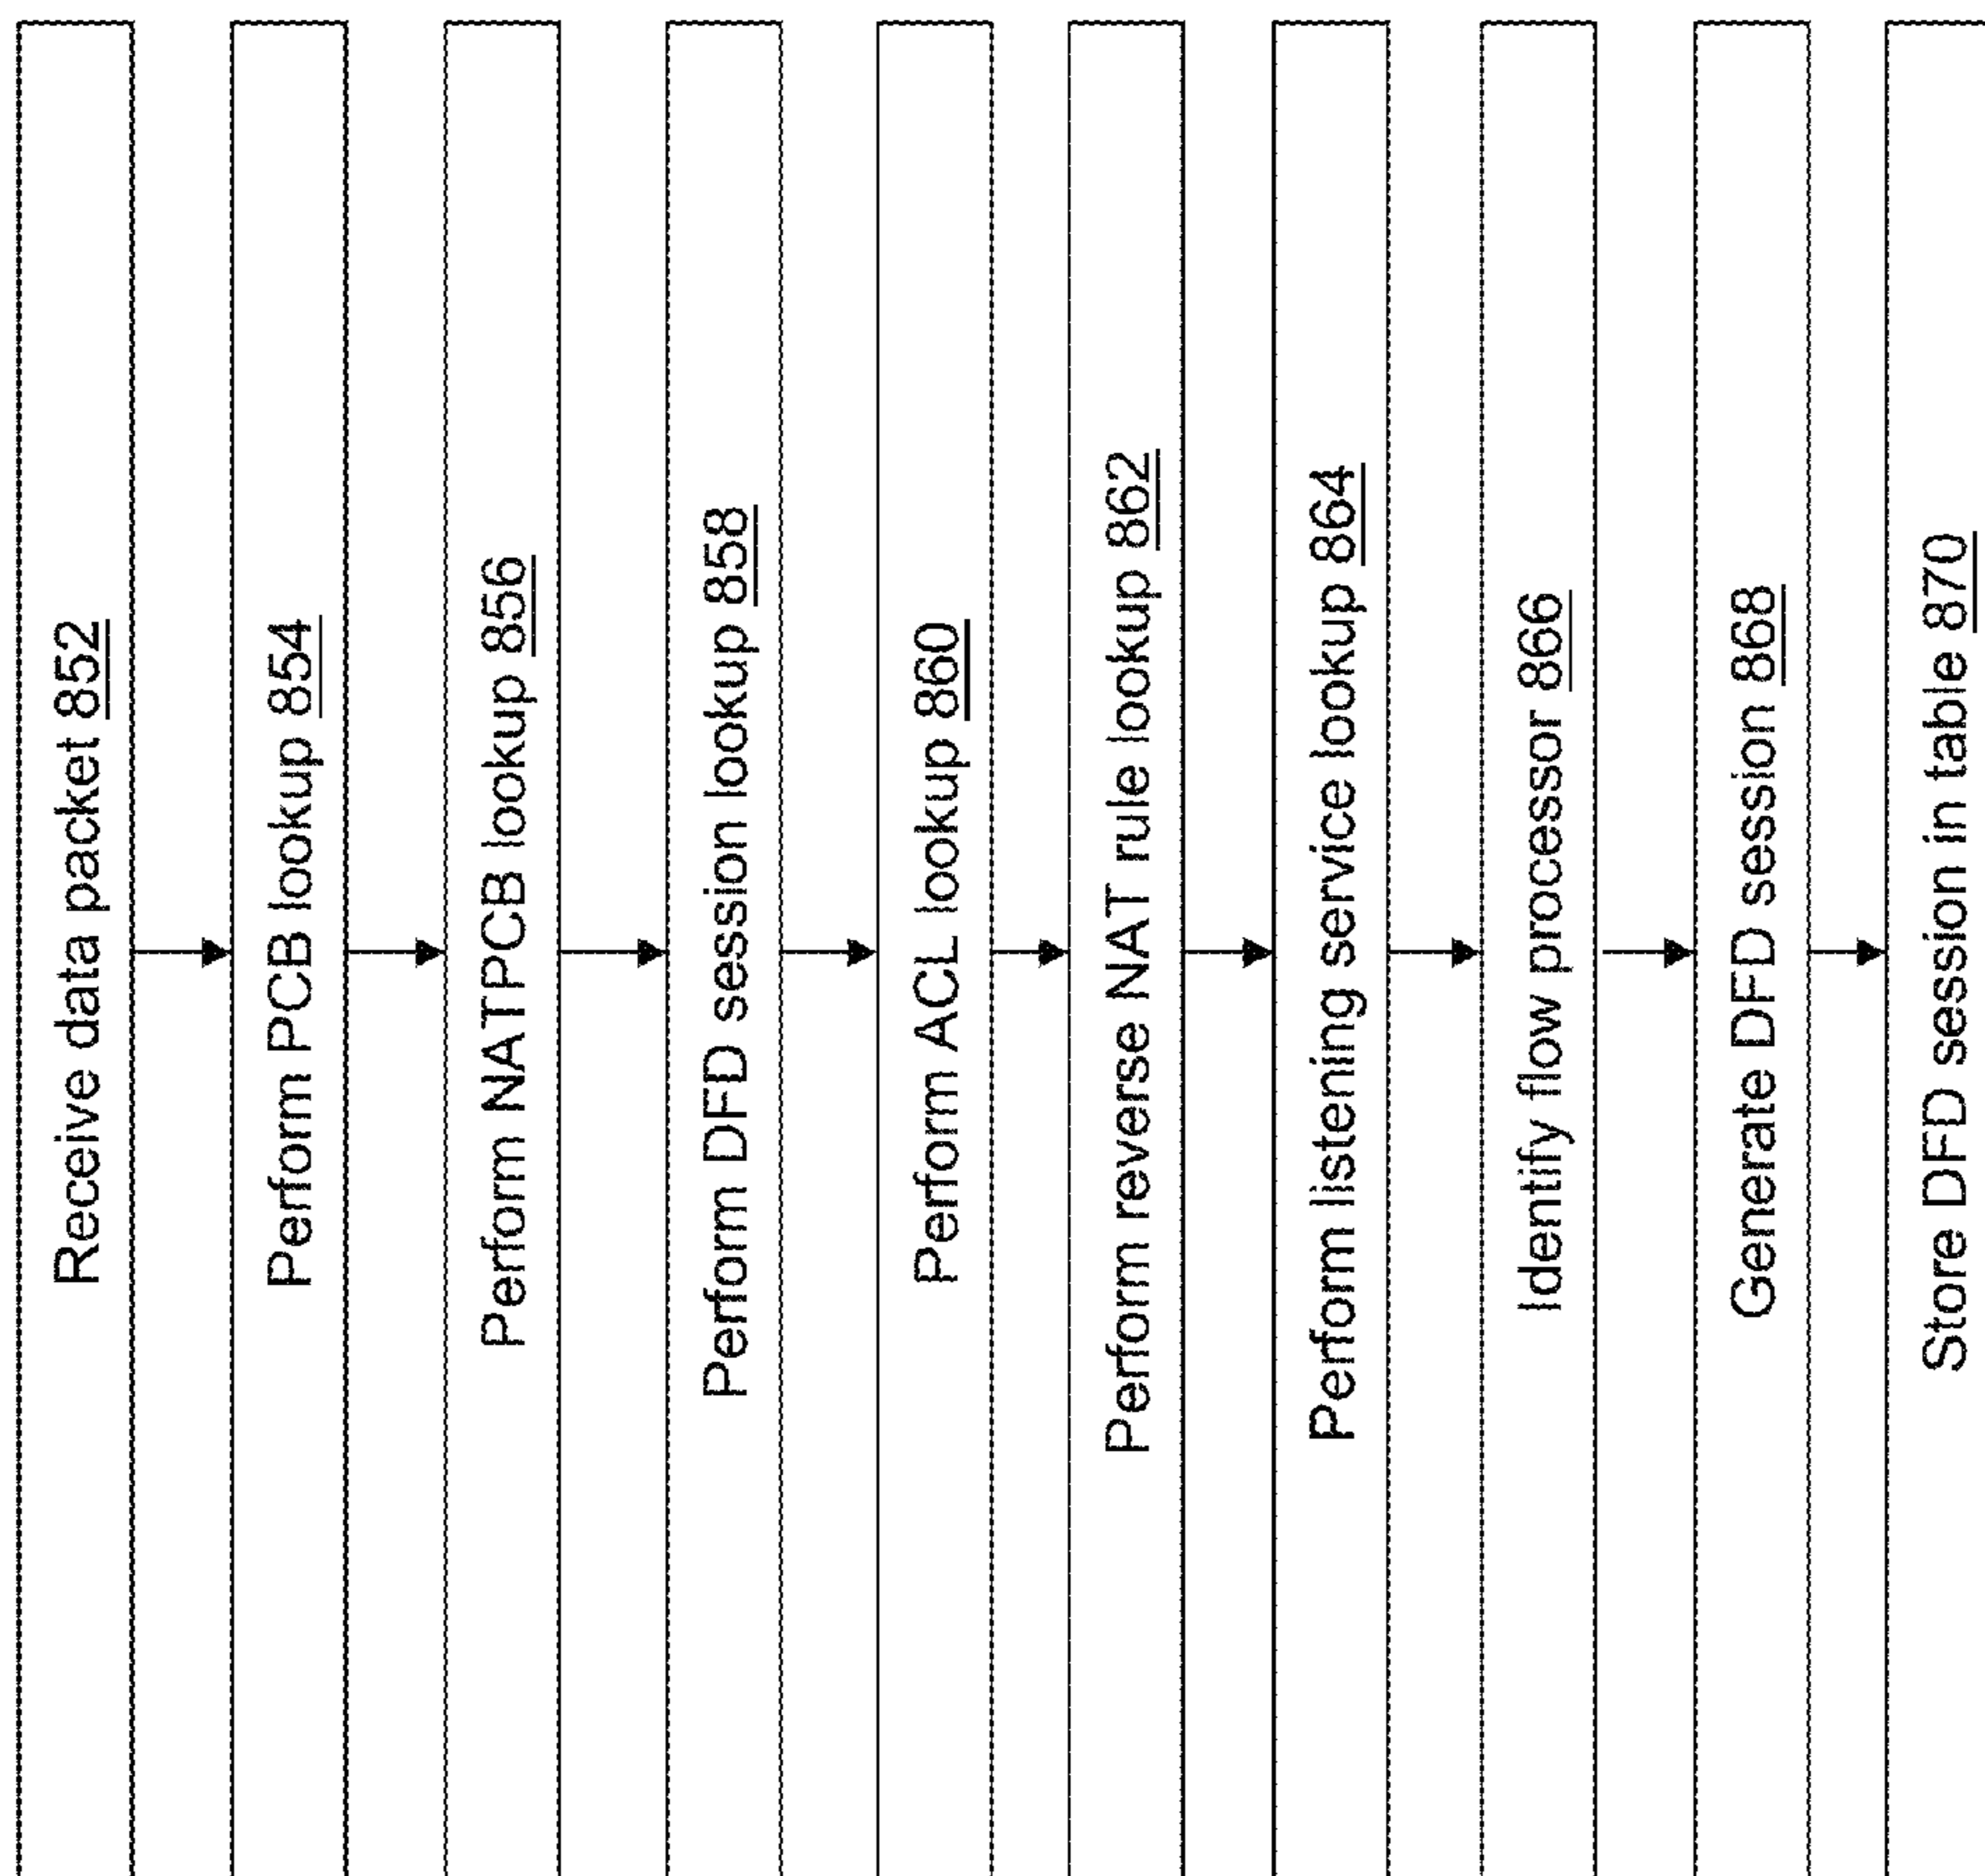 Receive data packet 852
Perform PCB lookup 854
Perform NATPCB lookup 856
Perform DFD session lookup 858
Perform ACL lookup 860
Perform reverse NAT rule lookup 862
Perform listening service lookup 864
Identify flow processor 866
Generate DFD session 868
Store DFD session in table 870